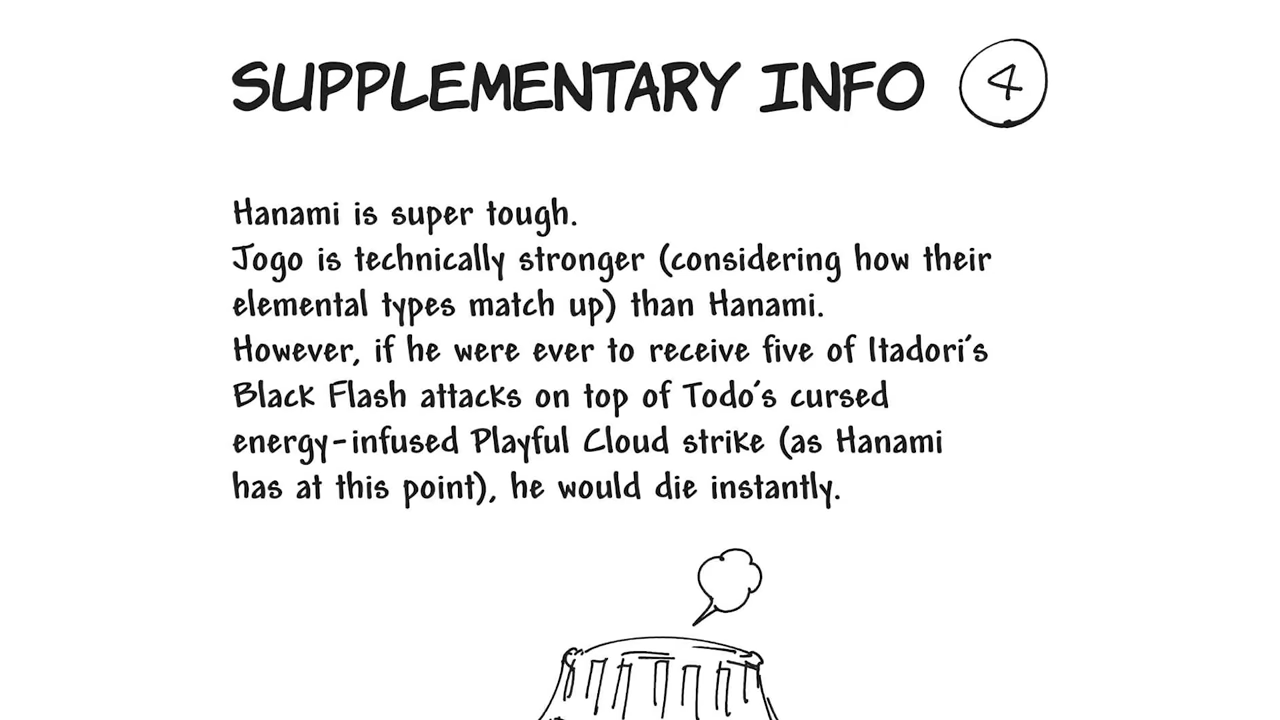 SUPPLEMENTARY INFO 4
Hanami is super tough.
Jogo is technically stronger (considering how their
elemental types match up) than Hanami.
However, if he were ever to receive five of Itadori's
Black Flash attacks on top of Todo's cursed
energy-infused Playful Cloud strike (as Hanami
has at this point), he would die instantly.